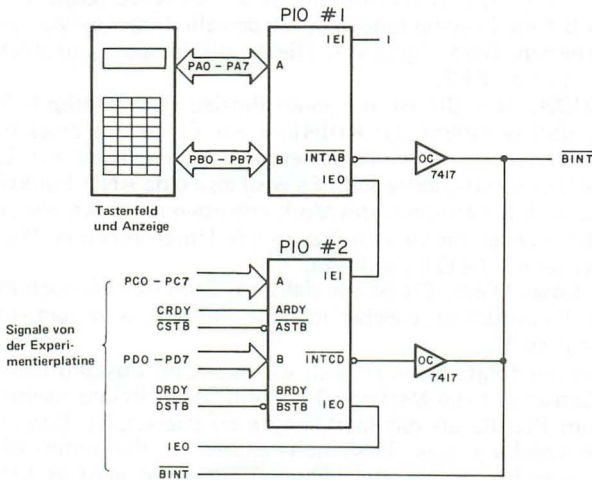 PIO #1
IEI
1
A
PA0 - PA7
B
PB0 - PB7
INTAB
OC
7417
BINT
IEO
Tastenfeld
und Anzeige
PIO #2
IEI
PC0 - PC7
A
CRDY
ARDY
CSTB
ASTB
Signale von
der Experi-
mentierplatine
PD0 - PD7
B
INTCD
OC
7417
DRDY
BRDY
DSTB
BSTB
IEO
IEO
BINT